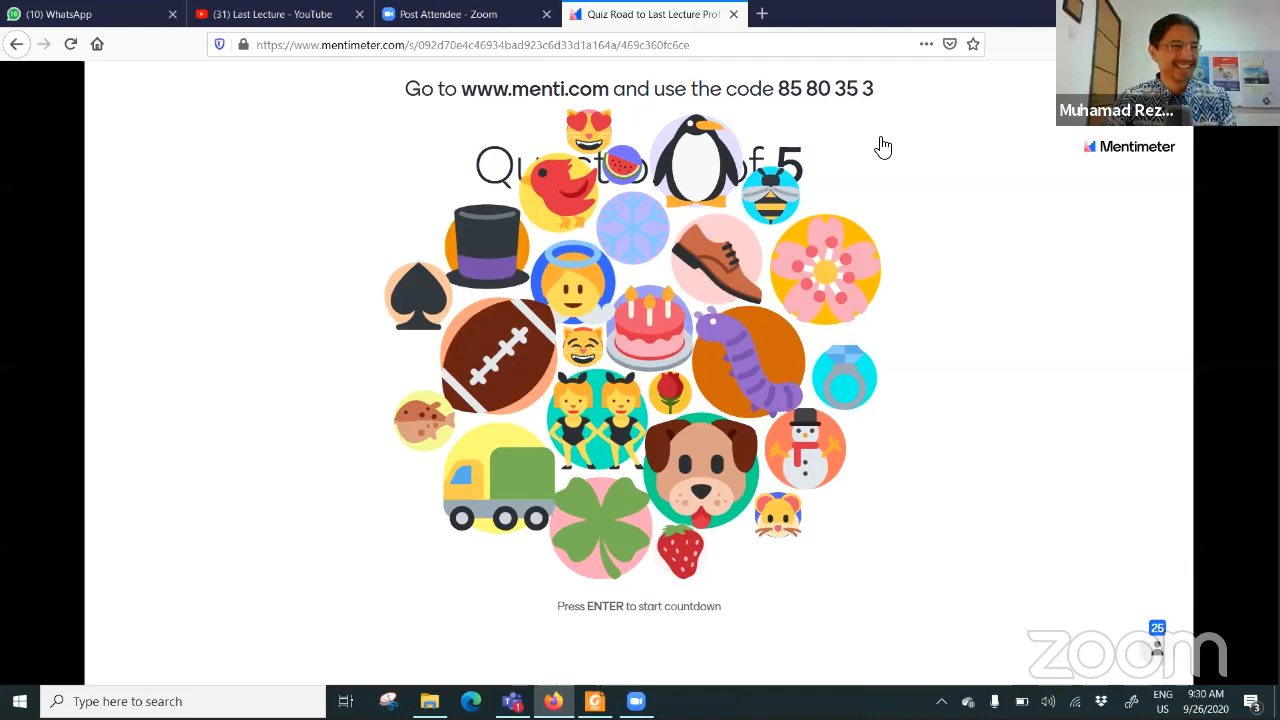 (10) WhatsApp
(31) Last Lecture - YouTube
Post Attendee - Zoom
Quiz Road to Last Lecture Prof
https://www.mentimeter.com/s/092d70e4c46934bad923c6d33d1a164a/469c360fc6ce
Muhamad Rez...
Go to www.menti.com and use the code 85 80 35 3
Mentimeter
of 5
Press ENTER to start countdown
25
zoom
Type here to search
ENG
US
9:30 AM
9/26/2020
3